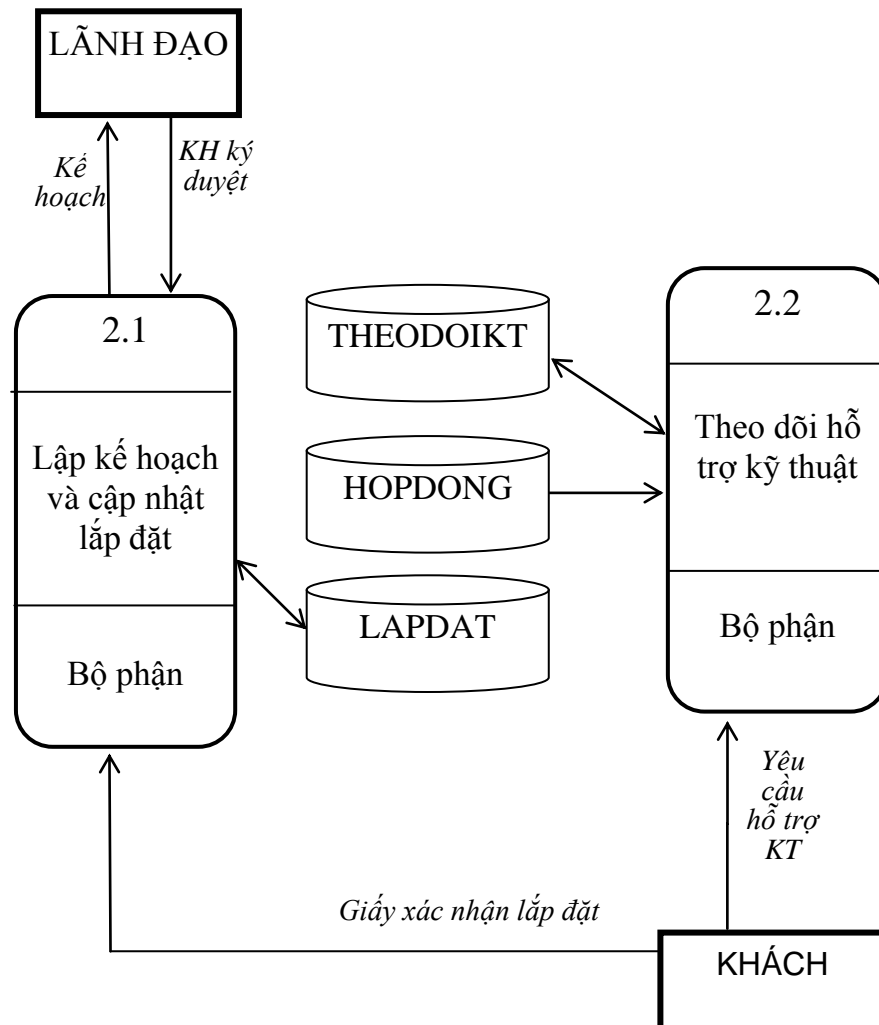 LÃNH ĐẠO
Kế
hoạch
KH ký
duyệt
2.1
Lập kế hoạch
và cập nhật
lắp đặt
Bộ phận
THEODOIKT
HOPDONG
LAPDAT
2.2
Theo dõi hỗ
trợ kỹ thuật
Bộ phận
Yêu
cầu
hỗ trợ
KT
Giấy xác nhận lắp đặt
KHÁCH